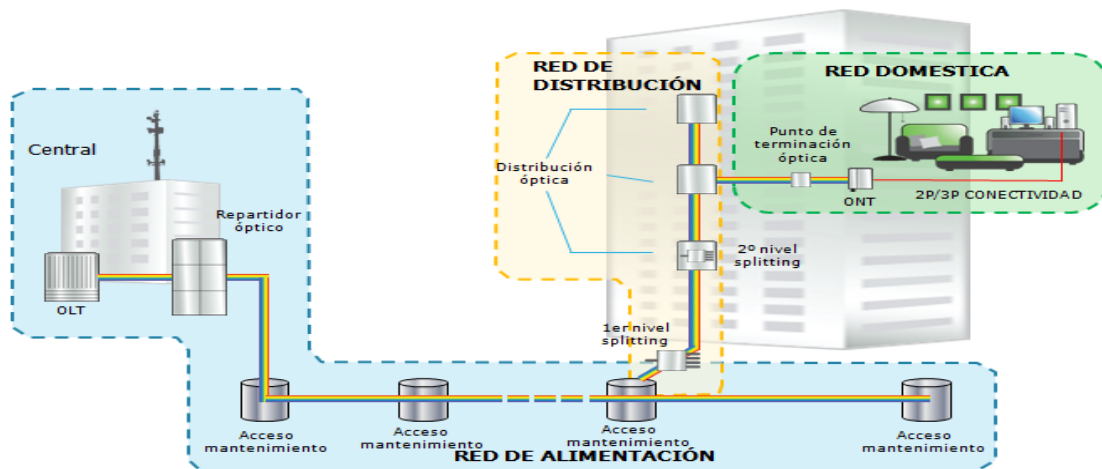 RED DE
DISTRIBUCIÓN
RED DOMESTICA
Central
Repartidor
óptico
OLT
Distribución
óptica
Punto de
terminación
óptica
ONT
2P/3P CONECTIVIDAD
2º nivel
splitting
1er nivel
splitting
Acceso
mantenimiento
Acceso
mantenimiento
Acceso
mantenimiento
Acceso
mantenimiento
RED DE ALIMENTACIÓN